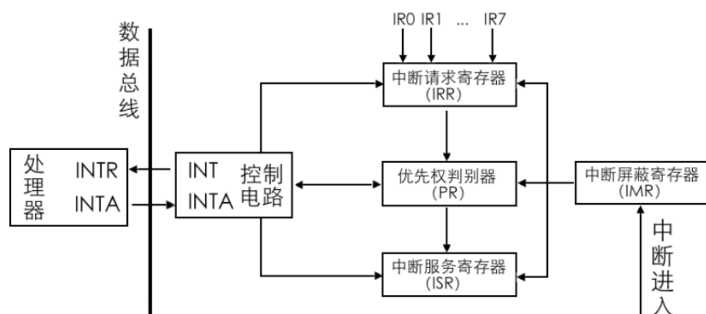 IR0 IR1 ... IR7
数据总线
中断请求寄存器
(IRR)
处理器
INTR
INTA
INT
INTA
控制
电路
优先权判别器
(PR)
中断屏蔽寄存器
(IMR)
中断服务寄存器
(ISR)
中断进入